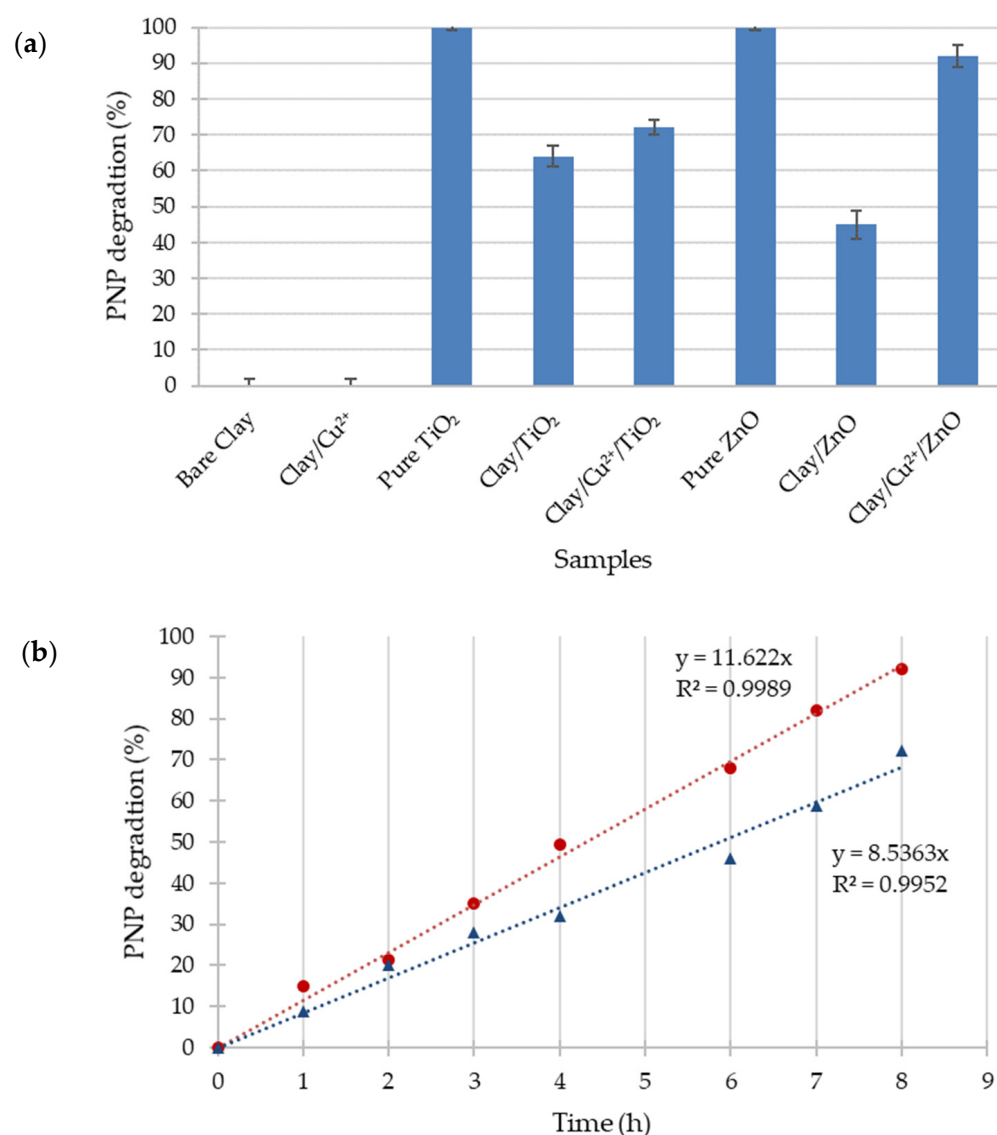 (a)
PNP degradtion (%)
100
90
80
70
60
50
40
30
20
10
0
Bare Clay
Clay/Cu²⁺
Pure TiO₂
Clay/TiO₂
Clay/Cu²⁺/TiO₂
Pure ZnO
Clay/ZnO
Clay/Cu²⁺/ZnO
Samples
(b)
PNP degradtion (%)
100
90
80
70
60
50
40
30
20
10
0
y = 11.622x
R² = 0.9989
y = 8.5363x
R² = 0.9952
0 1 2 3 4 5 6 7 8 9
Time (h)